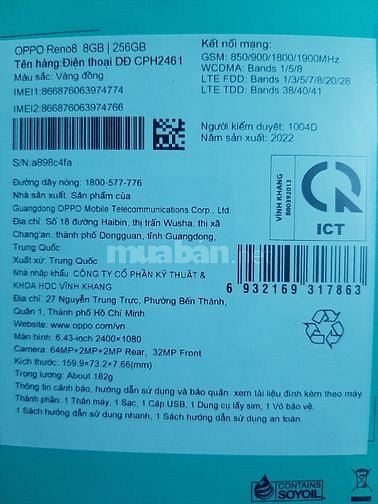 OPPO Reno8 8GB | 256GB
Tên hàng:Điện thoại DĐ CPH2461
Màu sắc: Vàng đồng
IMEI1:866876063974774
IMEI2:866876063974766
S/N:a898c4fa
Kết nối mạng:
GSM: 850/900/1800/1900MHz
WCDMA: Bands 1/5/8
LTE FDD: Bands 1/3/5/7/8/20/28
LTE TDD: Bands 38/40/41
Người kiểm duyệt: 1004D
Năm sản xuất: 2022
VĨNH KHANG
B00392013
ICT
Đường dây nóng: 1800-577-776
Nhà sản xuất: Sản phẩm của
Guangdong OPPO Mobile Telecommunications Corp., Ltd
Địa chỉ: Số 18 đường Haibin, thị trấn Wusha, thị xã
Chang'an, thành phố Dongguan, tỉnh Guangdong,
Trung Quốc
Xuất xứ: Trung Quốc
Nhà nhập khẩu: CÔNG TY CỔ PHẦN KỸ THUẬT &
KHOA HỌC VĨNH KHANG
Địa chỉ: 27 Nguyễn Trung Trực, Phường Bến Thành,
Quận 1, Thành phố Hồ Chí Minh
Website: www.oppo.com/vn
Màn hình: 6.43-inch 2400×1080
Camera: 64MP+2MP+2MP Rear, 32MP Front
Kích thước: 159.9×73.2×7.66(mm)
Trọng lượng: About 182g
Thông tin cảnh báo, hướng dẫn sử dụng và bảo quản: xem tài liệu đính kèm theo máy
Thành phần: 1 Thân máy, 1 Sạc, 1 Cáp USB, 1 Dụng cụ lấy sim, 1 Vỏ bảo vệ,
1 Sách hướng dẫn sử dụng nhanh, 1 Sách hướng dẫn sử dụng an toàn.
6 932169 317863
muaban
CONTAINS
SOYOIL